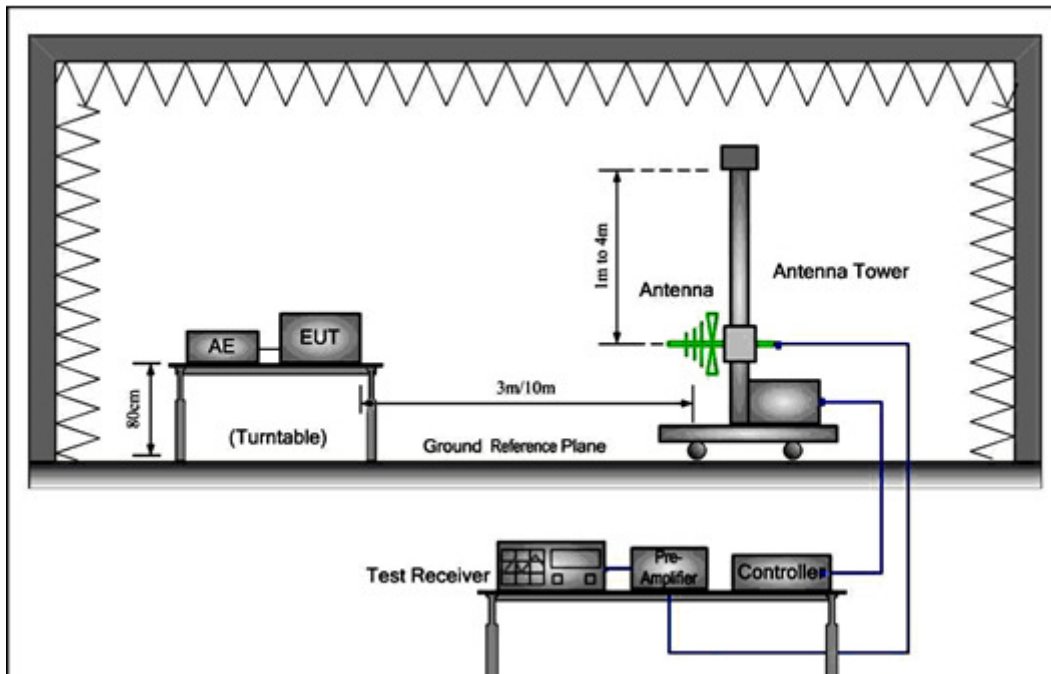 1m to 4m
Antenna
Antenna Tower
AE
EUT
80cm
3m/10m
(Turntable)
Ground Reference Plane
Test Receiver
Pre-
Amplifier
Controller